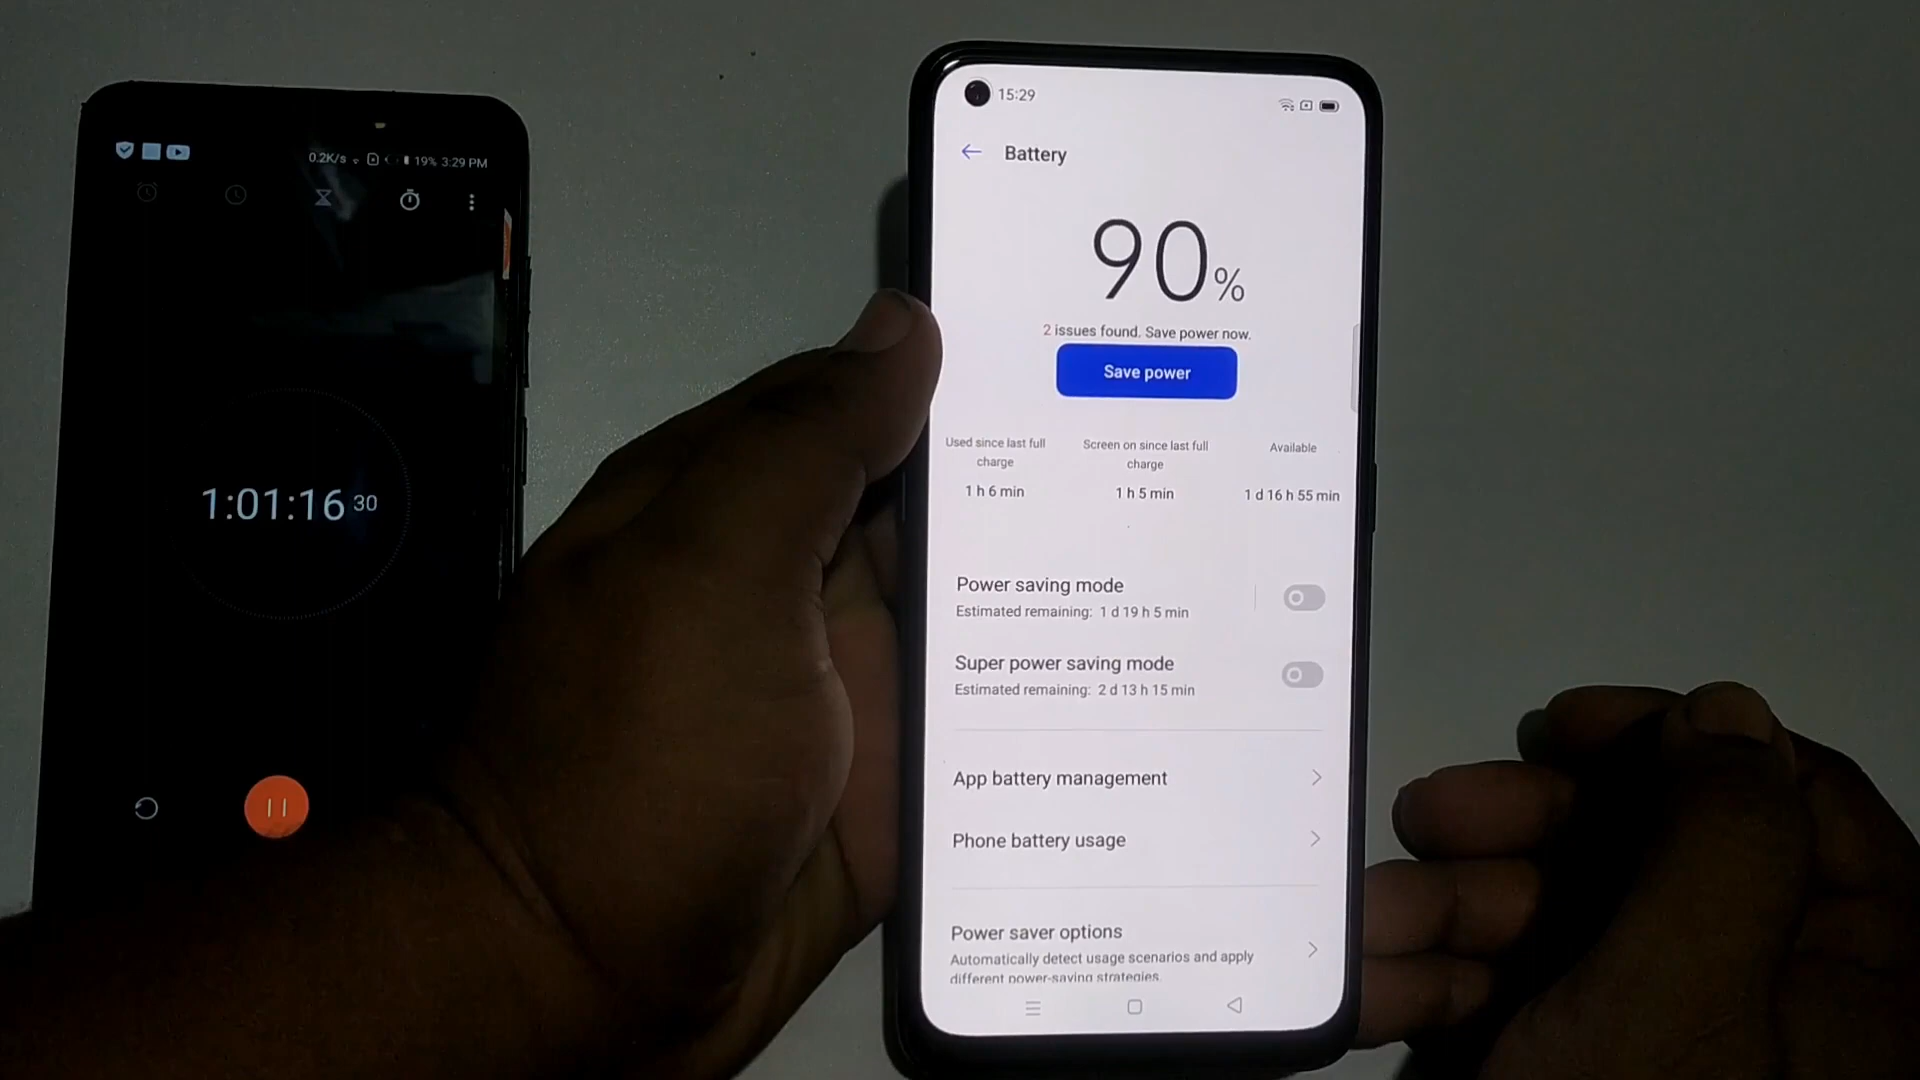 0.2K/s 19% 3:29 PM
1:01:16 30
15:29
Battery
90%
2 issues found. Save power now.
Save power
Used since last full
charge
1 h 6 min
Screen on since last full
charge
1 h 5 min
Available
1 d 16 h 55 min
Power saving mode
Estimated remaining: 1 d 19 h 5 min
Super power saving mode
Estimated remaining: 2 d 13 h 15 min
App battery management
Phone battery usage
Power saver options
Automatically detect usage scenarios and apply
different power-saving strategies.